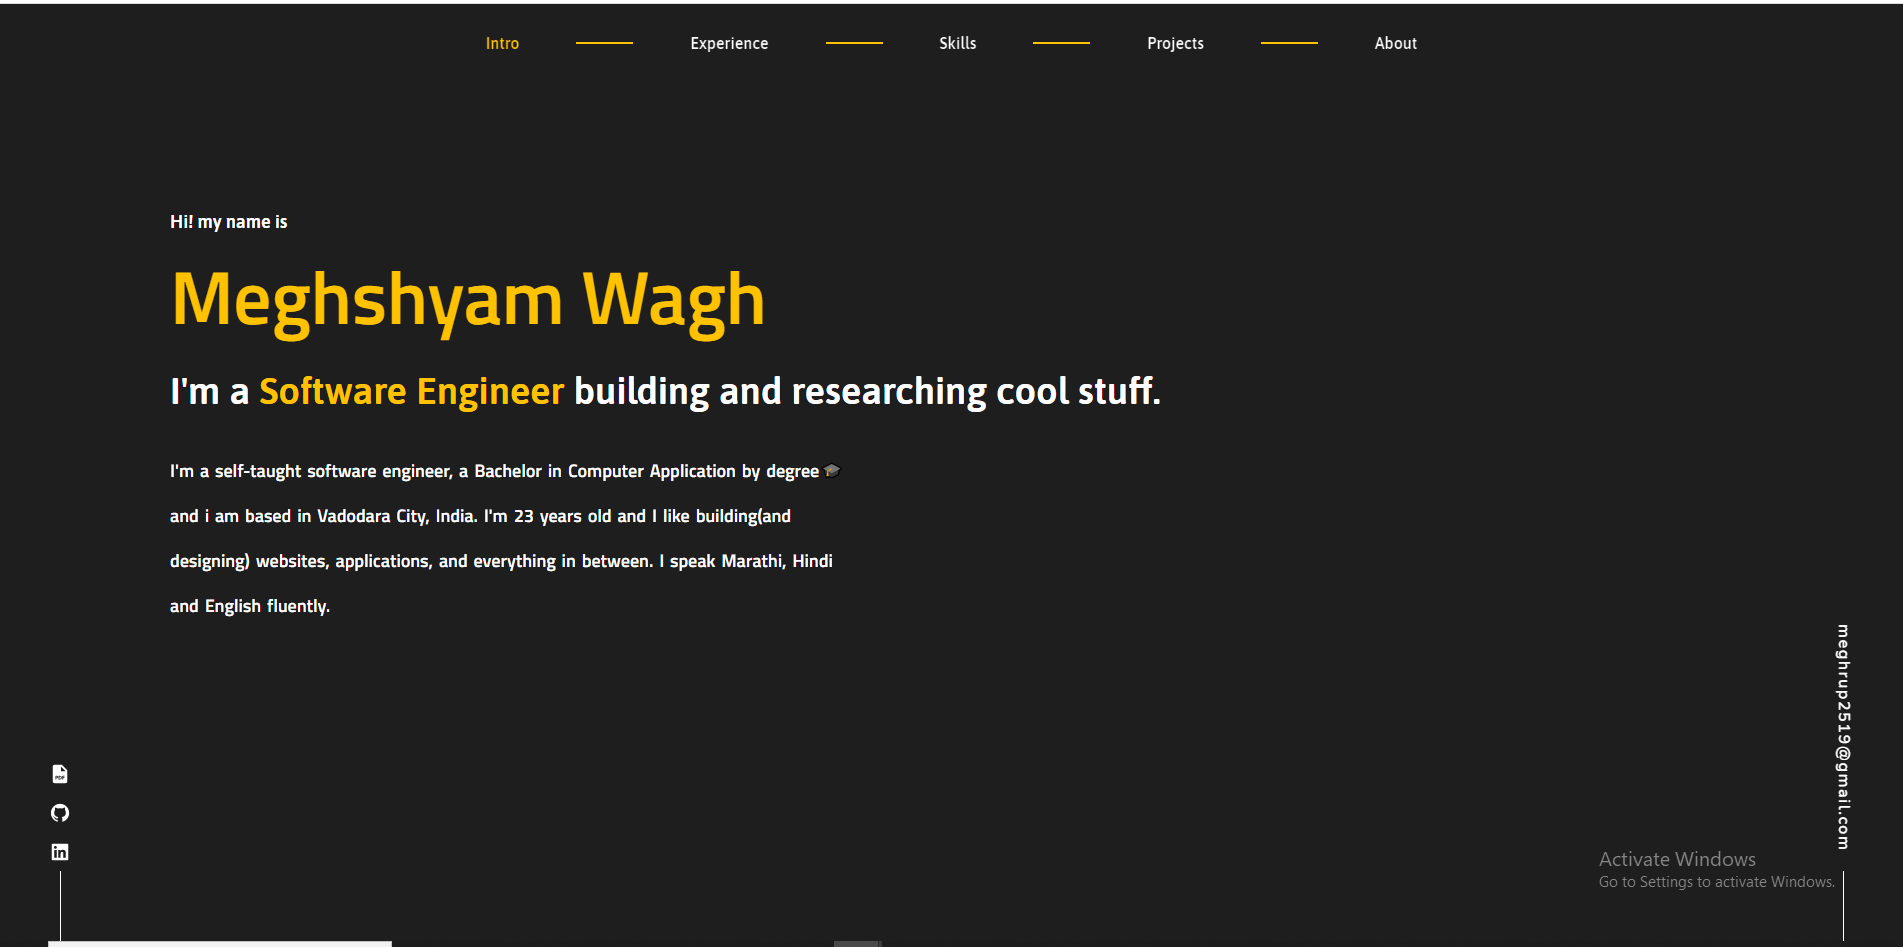 Intro Experience Skills Projects About
Hi! my name is
Meghshyam Wagh
I'm a Software Engineer building and researching cool stuff.
I'm a self-taught software engineer, a Bachelor in Computer Application by degree🎓
and i am based in Vadodara City, India. I'm 23 years old and I like building(and
designing) websites, applications, and everything in between. I speak Marathi, Hindi
and English fluently.
meghrup2519@gmail.com
PDF
in
Activate Windows
Go to Settings to activate Windows.